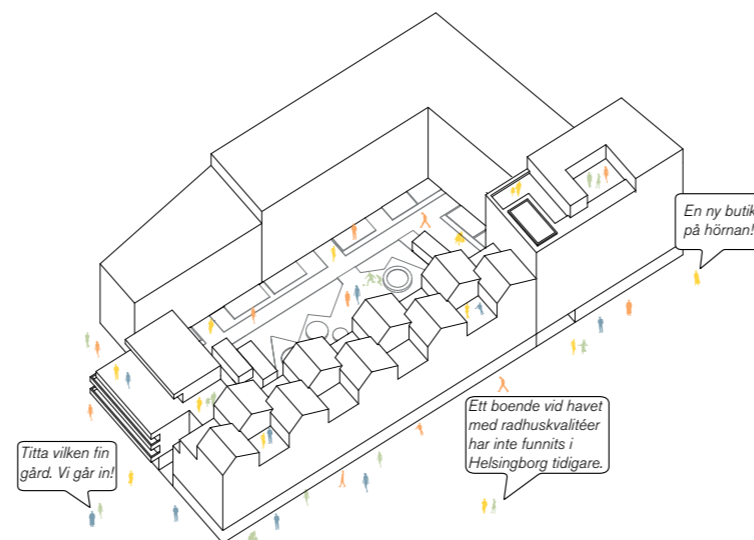 En ny butik
på hörnan!
Ett boende vid havet
med radhuskvalitéer
har inte funnits i
Helsingborg tidigare.
Titta vilken fin
gård. Vi går in!